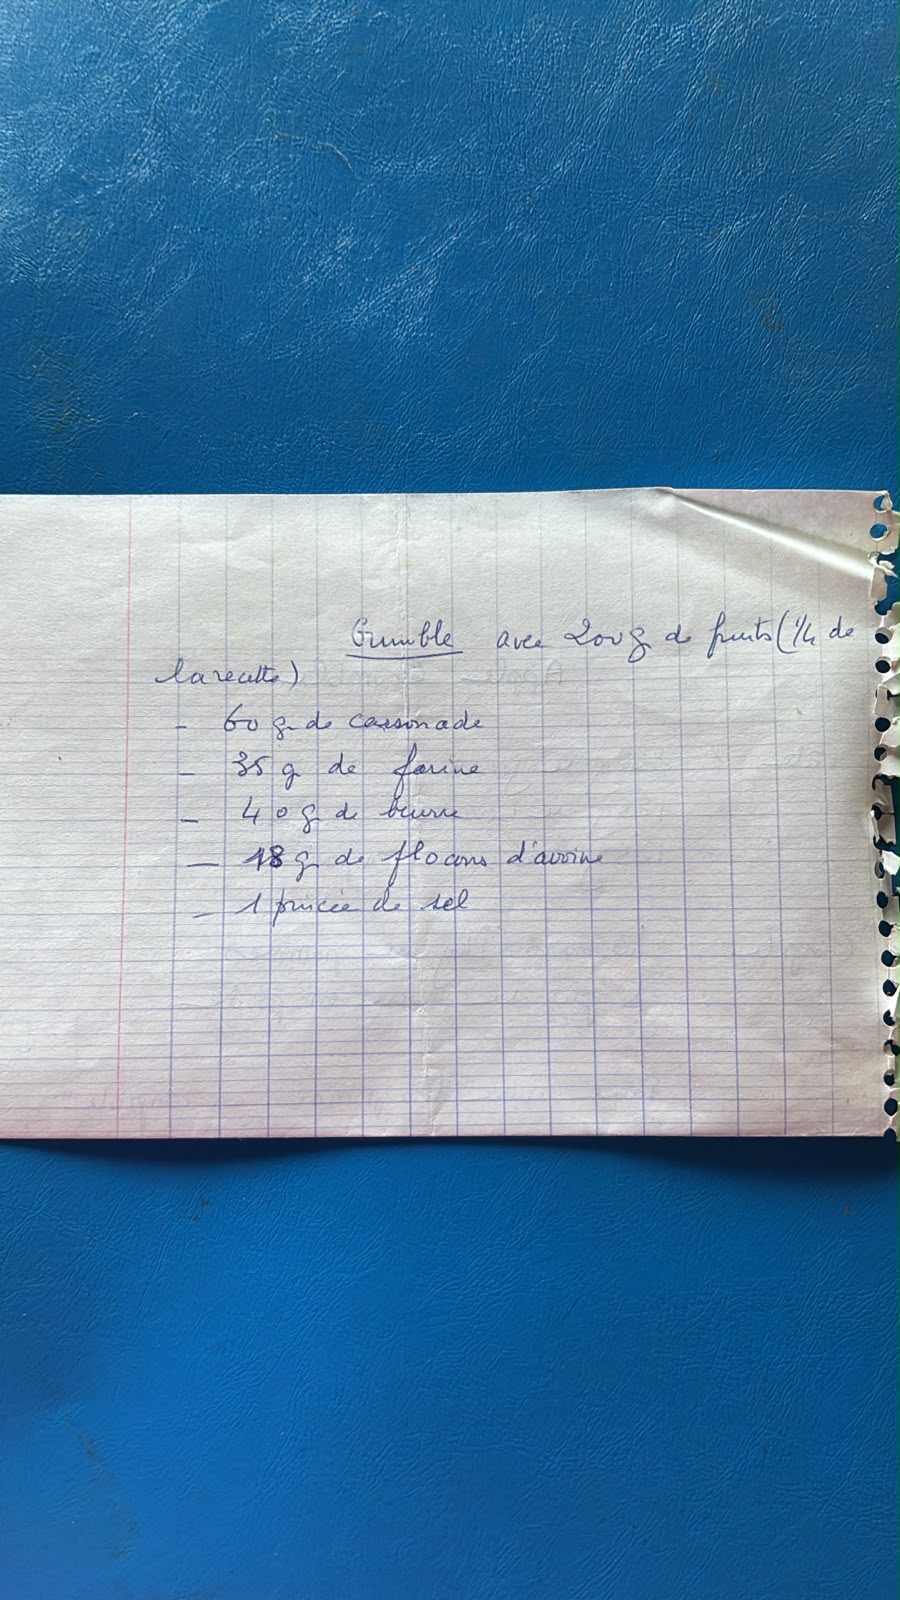 Crumble avec 200 g de fruits (1/4 de
la recette)
- 60 g de cassonade
- 35 g de farine
- 40 g de beurre
- 18 g de flocons d'avoine
- 1 pincée de sel